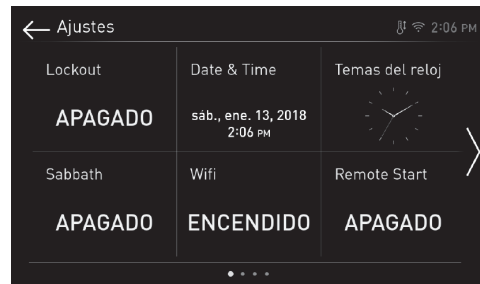 Ajustes
2:06 PM
Lockout
Date & Time
Temas del reloj
APAGADO
sáb., ene. 13, 2018
2:06 PM
Sabbath
Wifi
Remote Start
APAGADO
ENCENDIDO
APAGADO